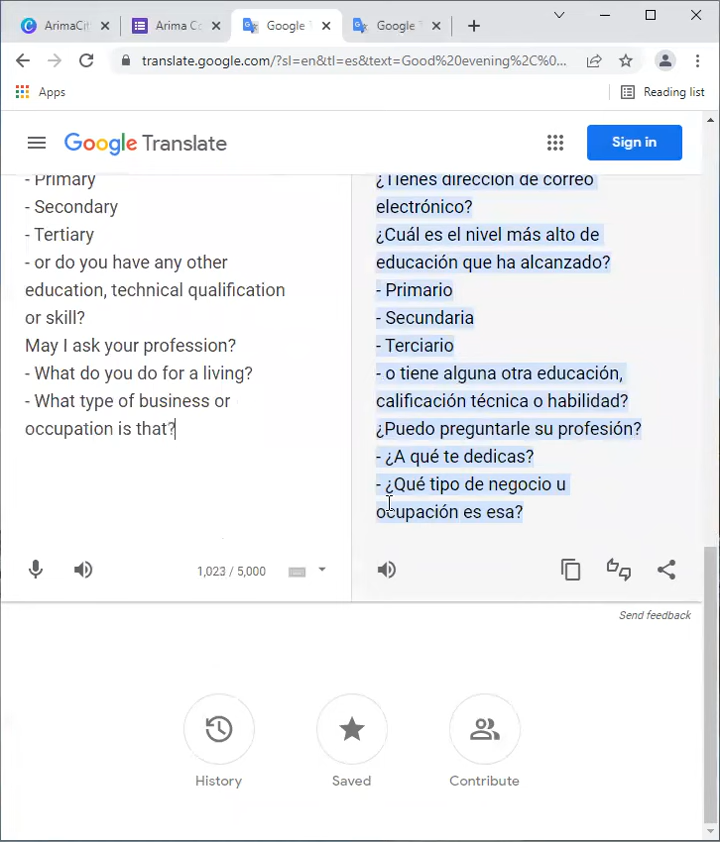 ArimaCit
Arima Co
Google T
Google T
translate.google.com/?sl=en&tl=es&text=Good%20evening%2C%0...
Apps
Reading list
Google Translate
Sign in
- Primary
- Secondary
- Tertiary
- or do you have any other
education, technical qualification
or skill?
May I ask your profession?
- What do you do for a living?
- What type of business or
occupation is that?
1,023 / 5,000
¿Tienes dirección de correo
electrónico?
¿Cuál es el nivel más alto de
educación que ha alcanzado?
- Primario
- Secundaria
- Terciario
- o tiene alguna otra educación,
calificación técnica o habilidad?
¿Puedo preguntarle su profesión?
- ¿A qué te dedicas?
- ¿Qué tipo de negocio u
ocupación es esa?
Send feedback
History
Saved
Contribute